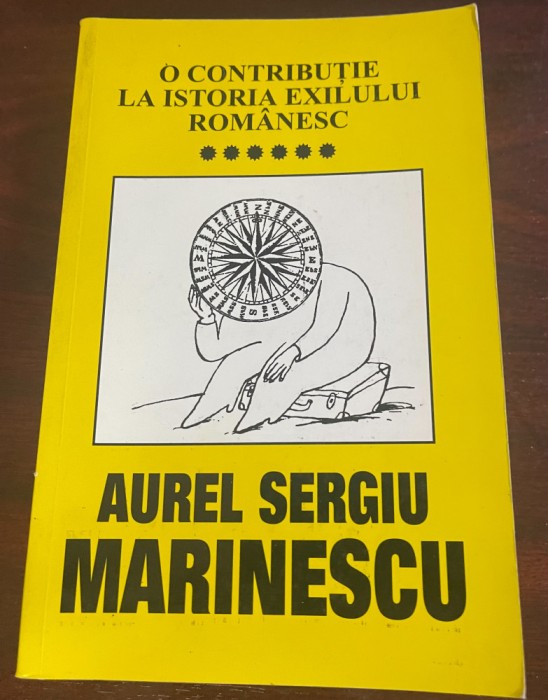 O CONTRIBUȚIE
LA ISTORIA EXILULUI
ROMÂNESC
N
E
S
W
AUREL SERGIU
MARINESCU